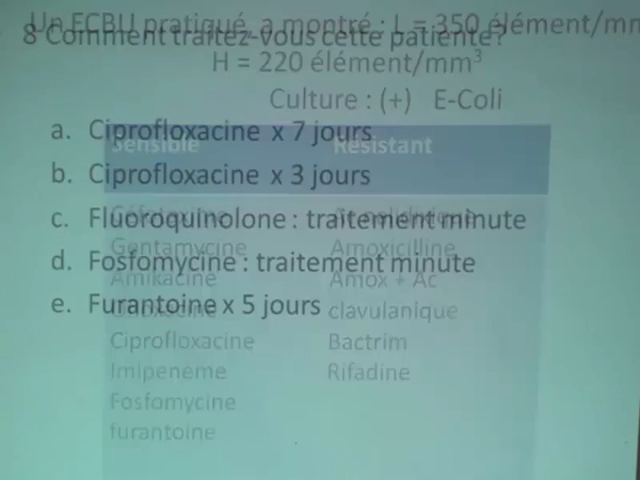 Un ECBU pratiqué, a montré : L = 350 élément/mm
8 Comment traitez-vous cette patiente ?
H = 220 élément/mm³
Culture : (+) E-Coli
a. Ciprofloxacine x 7 jours
Sensible Résistant
b. Ciprofloxacine x 3 jours
c. Fluoroquinolone : traitement minute
Gentamycine Amoxicilline
d. Fosfomycine : traitement minute
Amikacine Amox + Ac
e. Furantoine x 5 jours clavulanique
Ciprofloxacine Bactrim
Imipenème Rifadine
Fosfomycine
furantoine